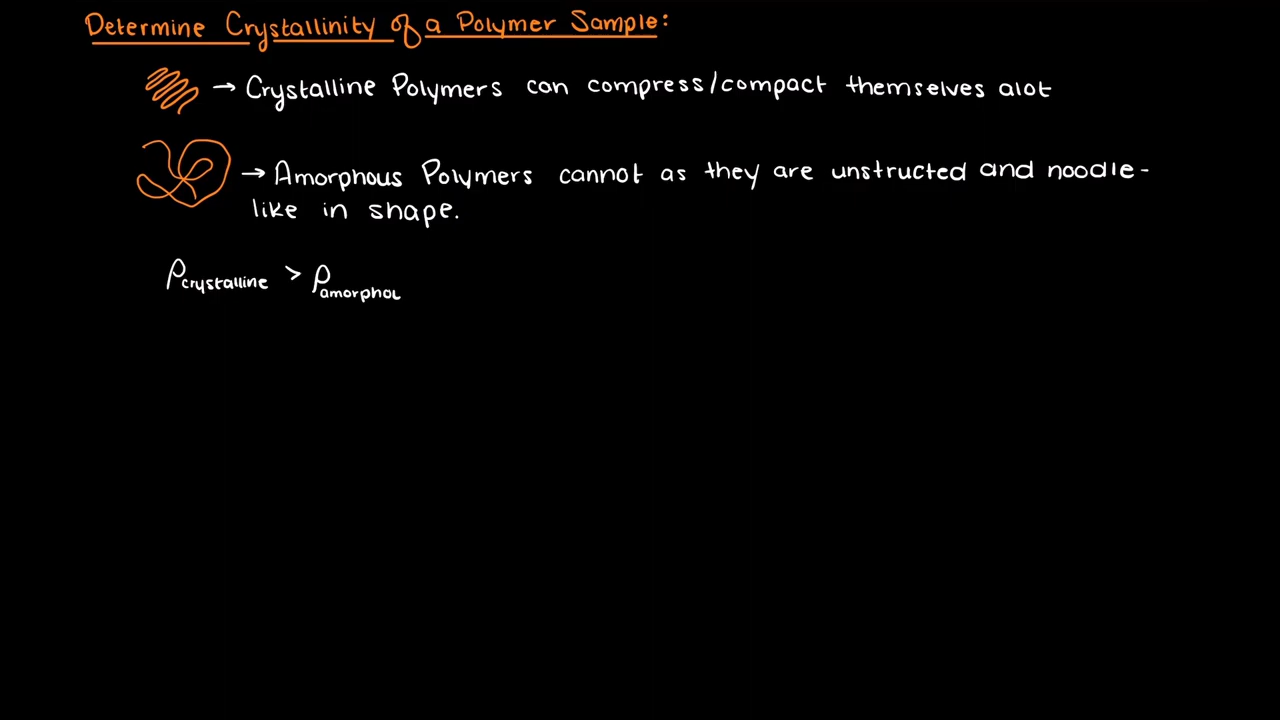 Determine Crystallinity of a Polymer Sample:
→ Crystalline Polymers can compress/compact themselves alot
→ Amorphous Polymers cannot as they are unstructed and noodle-
like in shape.
ρcrystalline > ρamorphou